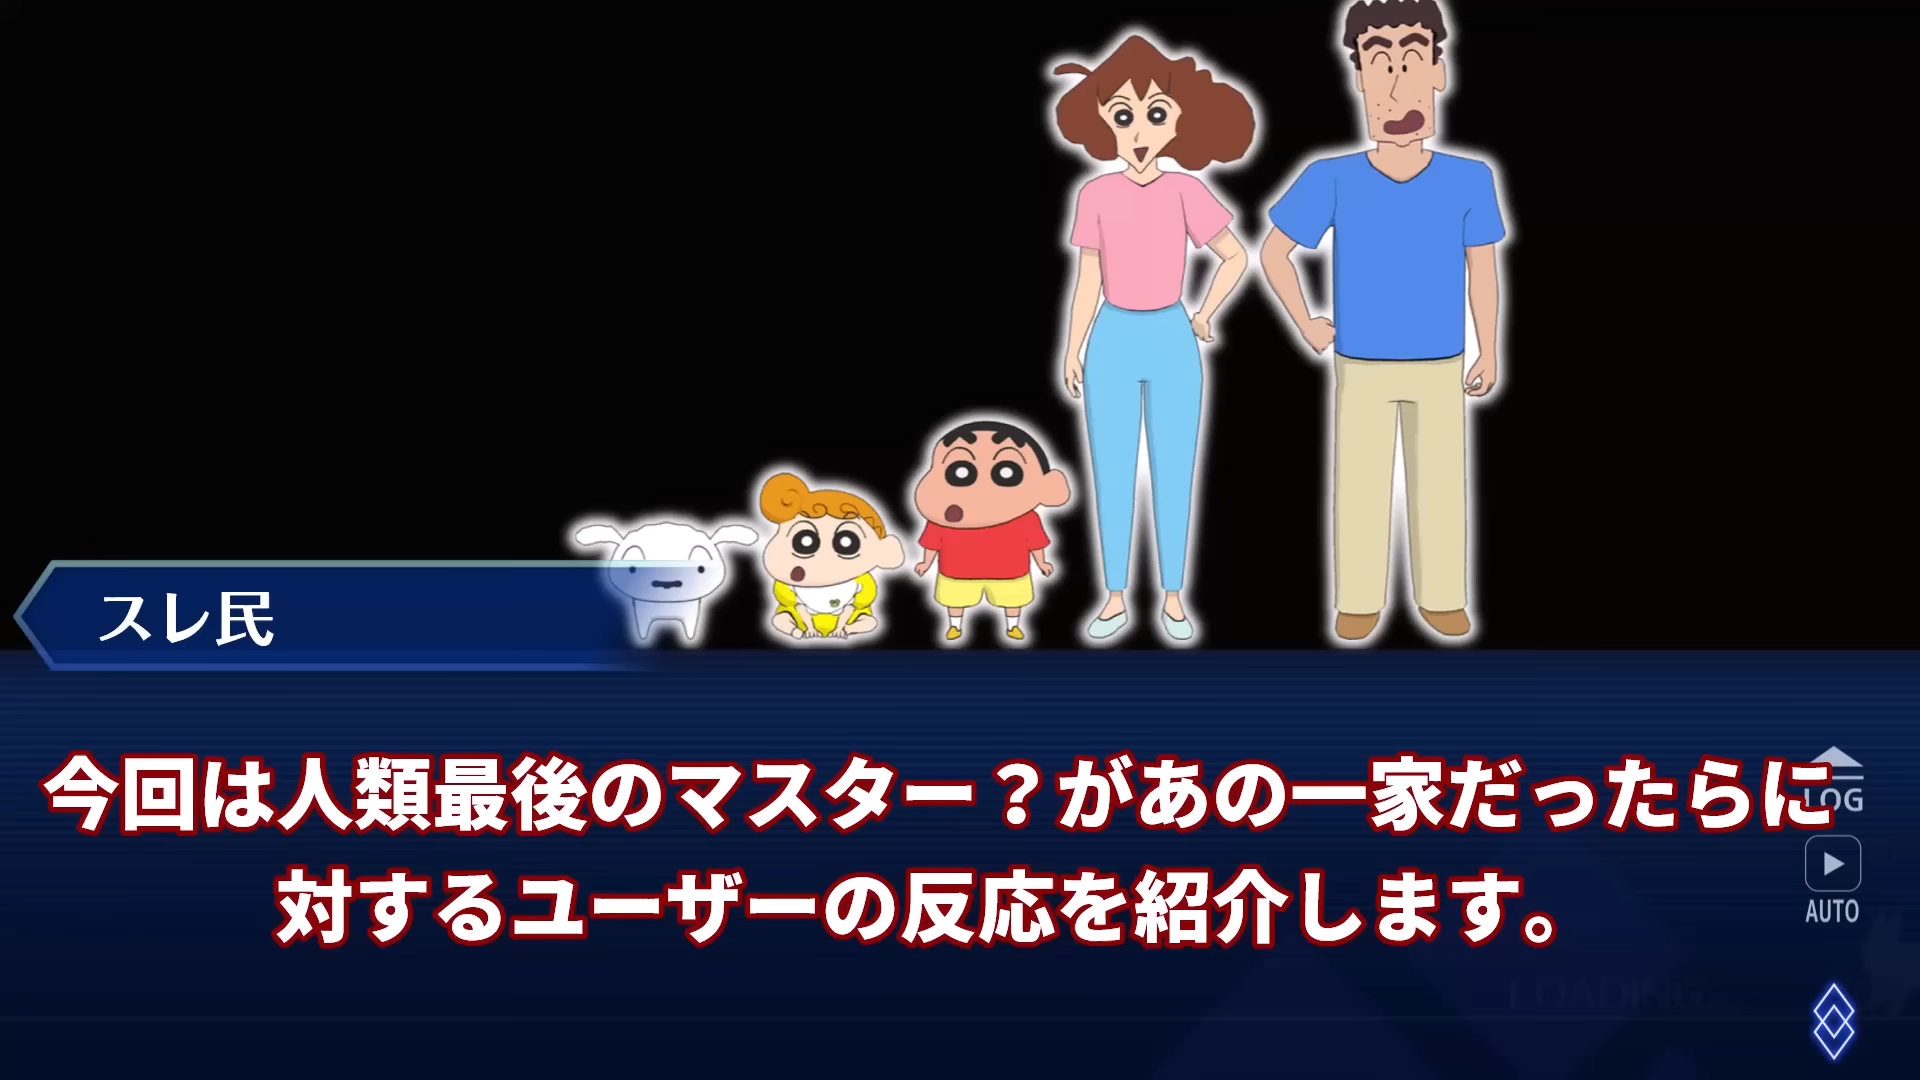 スレ民
今回は人類最後のマスター？があの一家だったらに
対するユーザーの反応を紹介します。
LOG
AUTO
LOADING